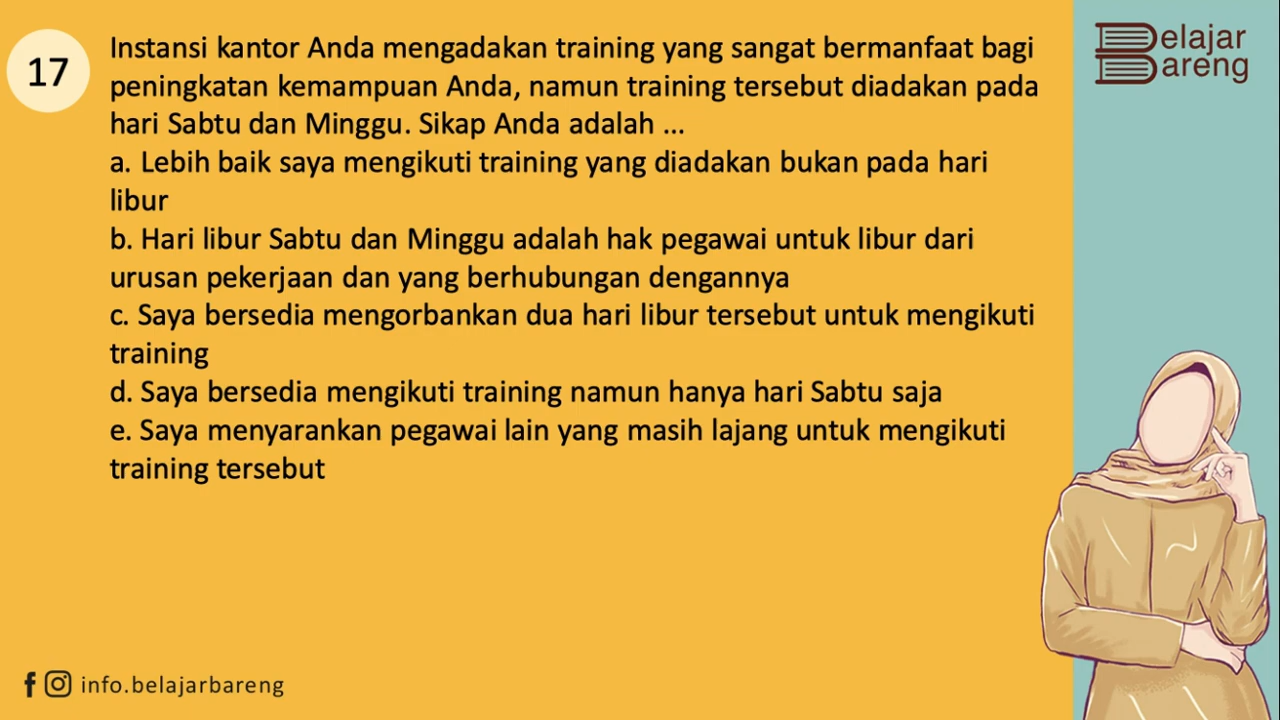 17
Instansi kantor Anda mengadakan training yang sangat bermanfaat bagi
peningkatan kemampuan Anda, namun training tersebut diadakan pada
hari Sabtu dan Minggu. Sikap Anda adalah ...
a. Lebih baik saya mengikuti training yang diadakan bukan pada hari
libur
b. Hari libur Sabtu dan Minggu adalah hak pegawai untuk libur dari
urusan pekerjaan dan yang berhubungan dengannya
c. Saya bersedia mengorbankan dua hari libur tersebut untuk mengikuti
training
d. Saya bersedia mengikuti training namun hanya hari Sabtu saja
e. Saya menyarankan pegawai lain yang masih lajang untuk mengikuti
training tersebut
Belajar
Bareng
info.belajarbareng